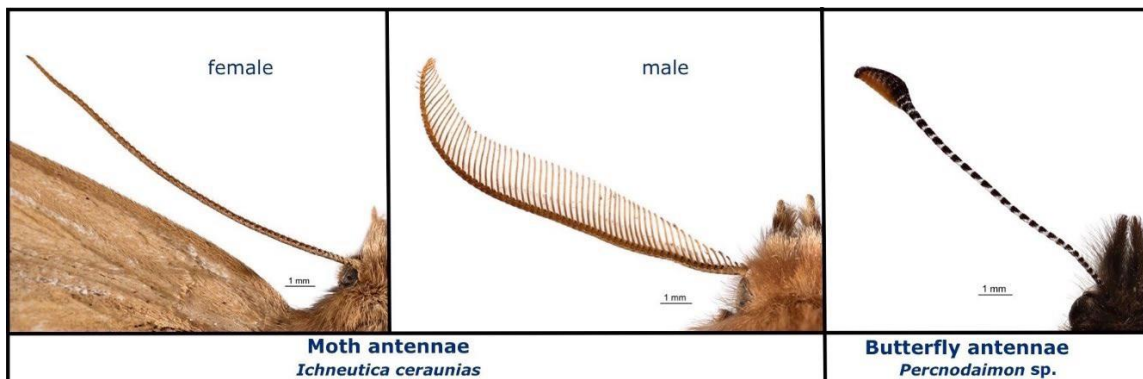 female
male
1 mm
1 mm
1 mm
Moth antennae
Ichneutica ceraunias
Butterfly antennae
Percnodaimon sp.